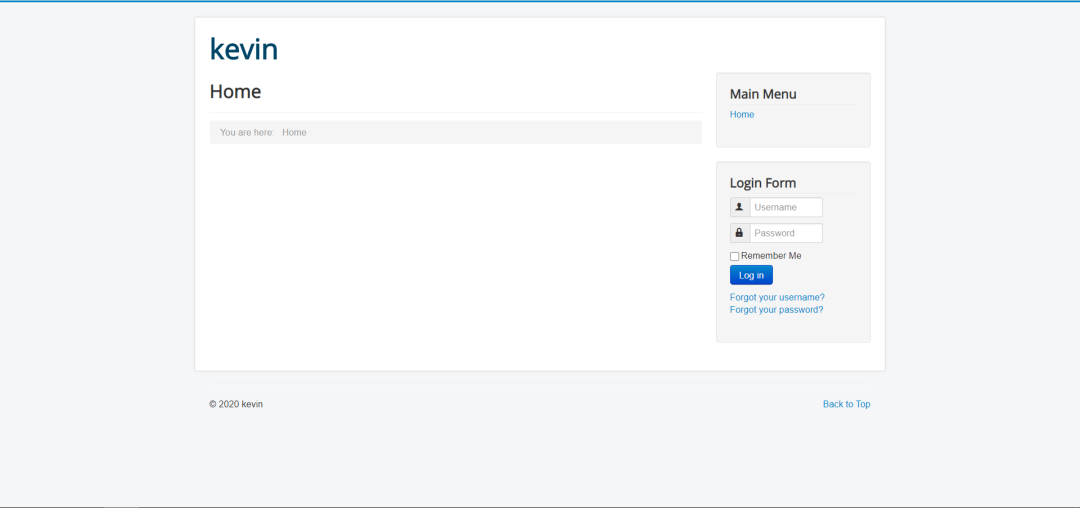 kevin
Home
You are here: Home
Main Menu
Home
Login Form
Username
Password
Remember Me
Log in
Forgot your username?
Forgot your password?
© 2020 kevin
Back to Top